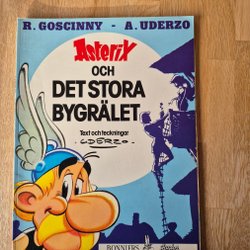 R. GOSCINNY - A. UDERZO
Asterix
OCH
DET STORA
BYGRÄLET
Text och teckningar
UDERZO
BONNIERS